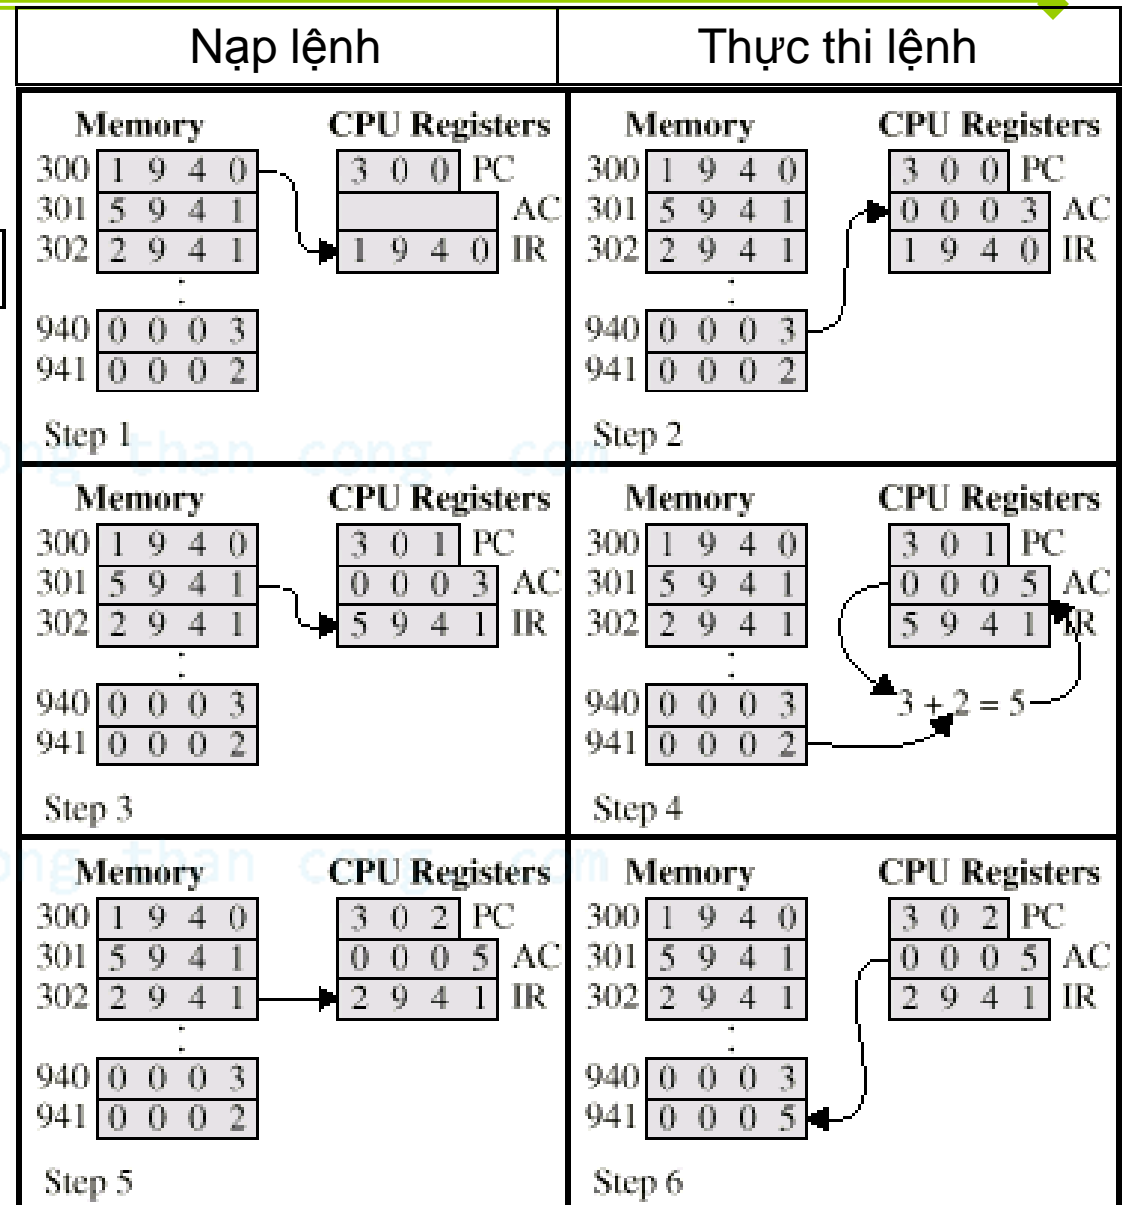 Nạp lệnh Thực thi lệnh
Memory CPU Registers
300 1 9 4 0 3 0 0 PC
301 5 9 4 1 AC
302 2 9 4 1 1 9 4 0 IR
940 0 0 0 3
941 0 0 0 2
Step 1
Memory CPU Registers
300 1 9 4 0 3 0 0 PC
301 5 9 4 1 0 0 0 3 AC
302 2 9 4 1 1 9 4 0 IR
940 0 0 0 3
941 0 0 0 2
Step 2
ong than cong. com
Memory CPU Registers
300 1 9 4 0 3 0 1 PC
301 5 9 4 1 0 0 0 3 AC
302 2 9 4 1 5 9 4 1 IR
940 0 0 0 3
941 0 0 0 2
Step 3
Memory CPU Registers
300 1 9 4 0 3 0 1 PC
301 5 9 4 1 0 0 0 5 AC
302 2 9 4 1 5 9 4 1 IR
940 0 0 0 3 3 + 2 = 5
941 0 0 0 2
Step 4
ong than cong. com
Memory CPU Registers
300 1 9 4 0 3 0 2 PC
301 5 9 4 1 0 0 0 5 AC
302 2 9 4 1 2 9 4 1 IR
940 0 0 0 3
941 0 0 0 2
Step 5
Memory CPU Registers
300 1 9 4 0 3 0 2 PC
301 5 9 4 1 0 0 0 5 AC
302 2 9 4 1 2 9 4 1 IR
940 0 0 0 3
941 0 0 0 5
Step 6